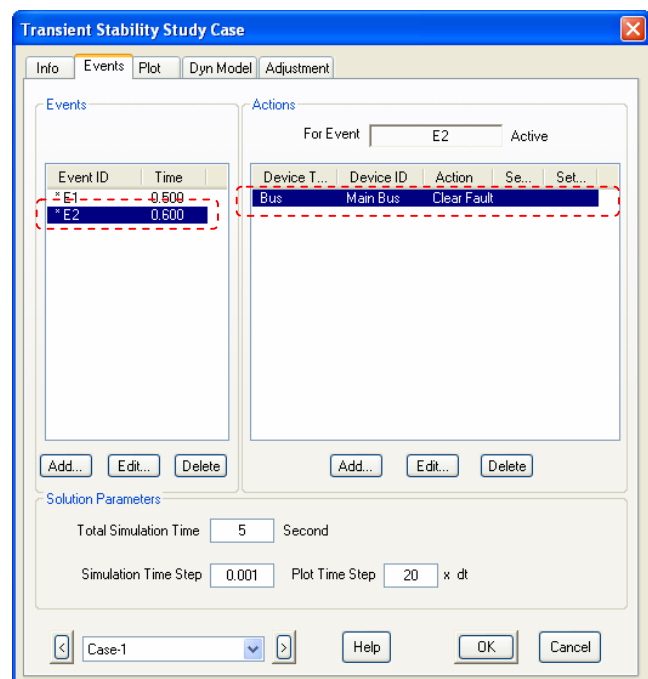 Transient Stability Study Case
Info Events Plot Dyn Model Adjustment
Events
Event ID Time
* E1 0.500
* E2 0.600
Add... Edit... Delete
Actions
For Event E2 Active
Device T... Device ID Action Se... Set...
Bus Main Bus Clear Fault
Add... Edit... Delete
Solution Parameters
Total Simulation Time 5 Second
Simulation Time Step 0.001 Plot Time Step 20 x dt
< Case-1 > Help OK Cancel